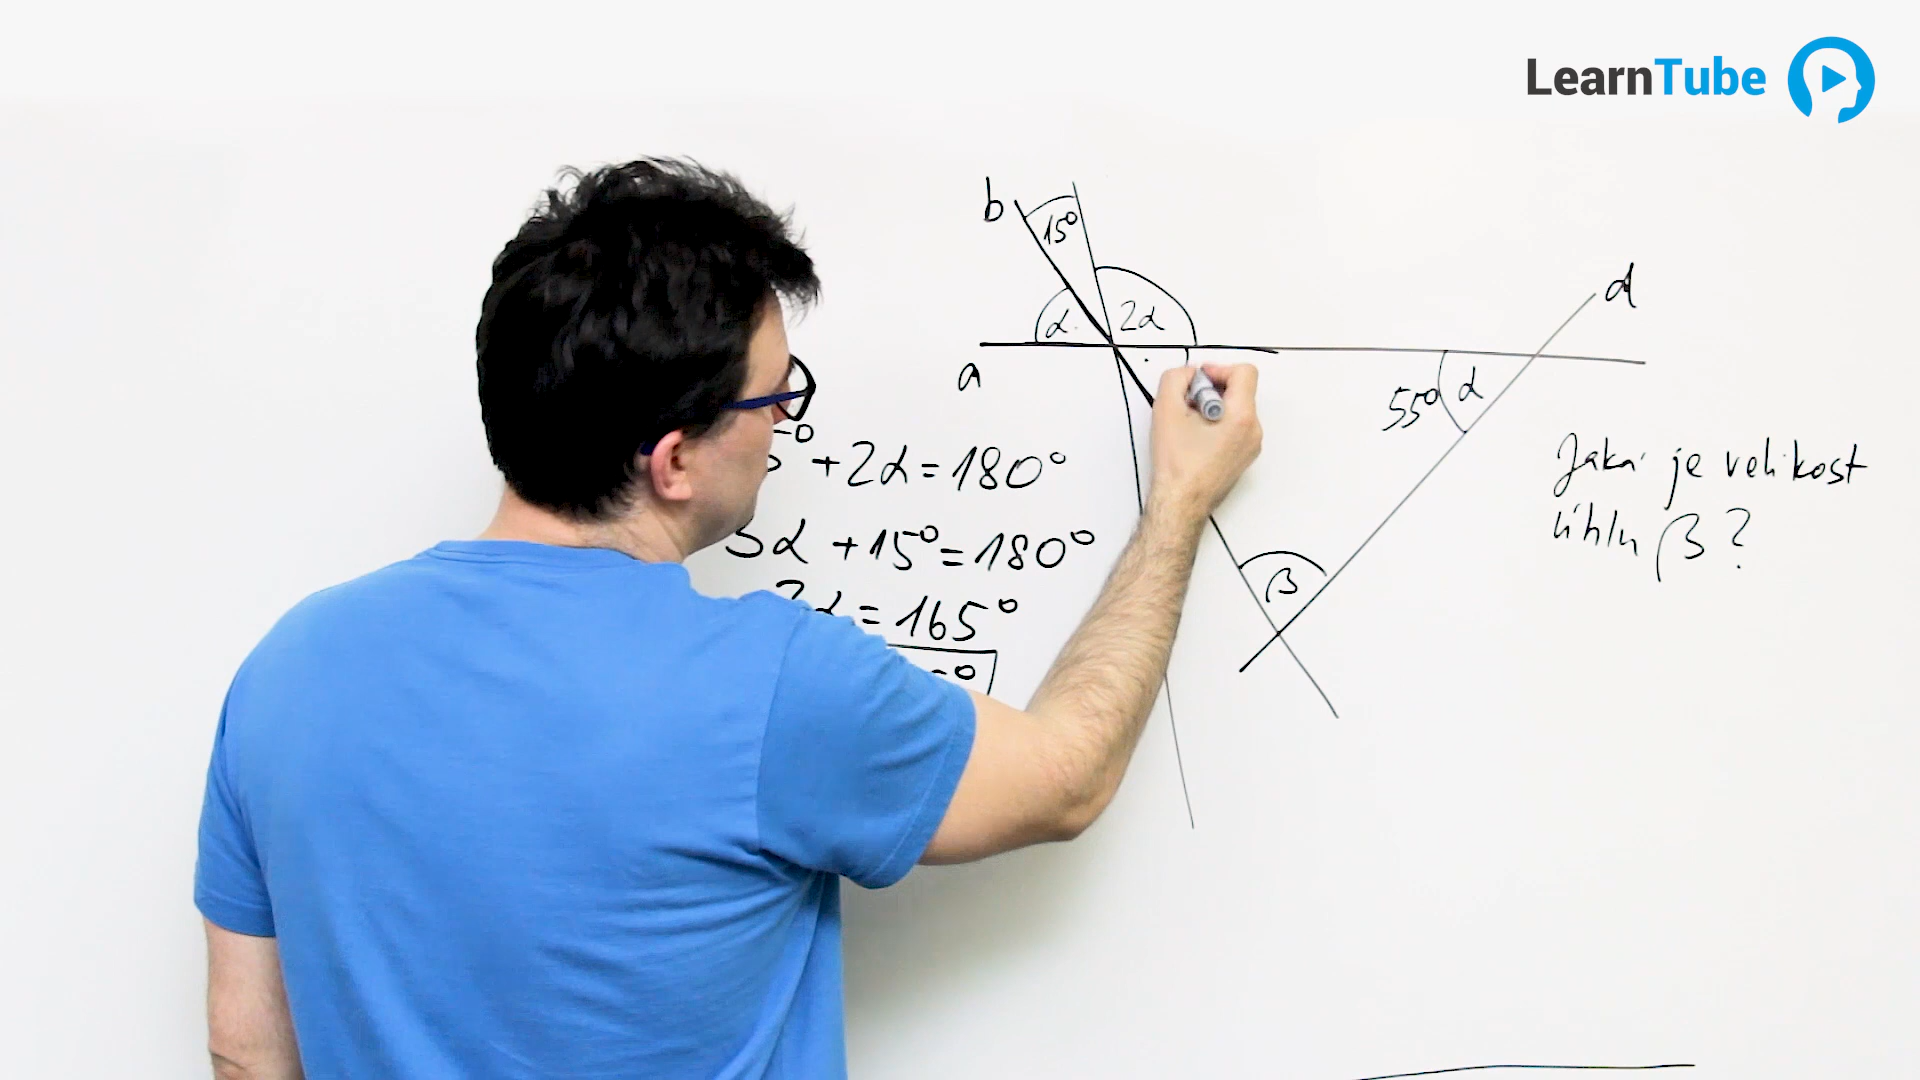 LearnTube
b
15°
d
α
2α
a
55°
α
+2α=180°
3α+15°=180°
α=165°
Jaká je velikost
úhlu β?
β